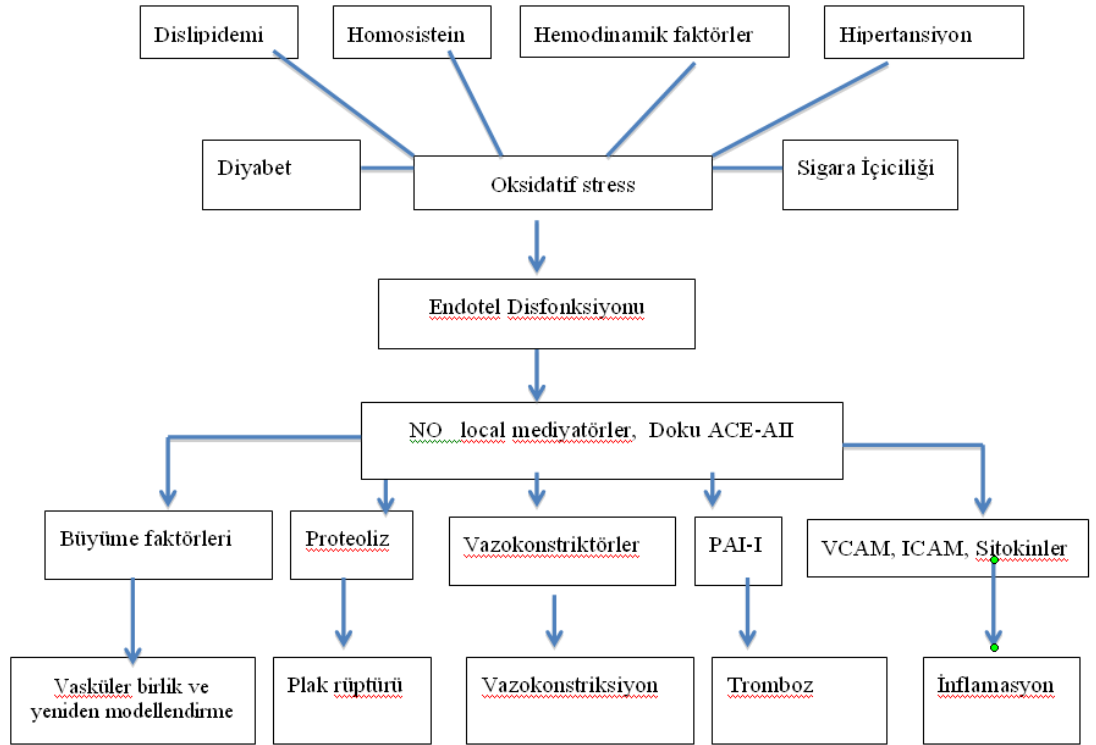 Dislipidemi
Homosistein
Hemodinamik faktörler
Hipertansiyon
Diyabet
Oksidatif stress
Sigara İçiciliği
Endotel Disfonksiyonu
NO local mediyatörler, Doku ACE-AII
Büyüme faktörleri
Proteoliz
Vazokonstriktörler
PAI-I
VCAM, ICAM, Sitokinler
Vasküler birlik ve
yeniden modellendirme
Plak rüptürü
Vazokonstriksiyon
Tromboz
İnflamasyon